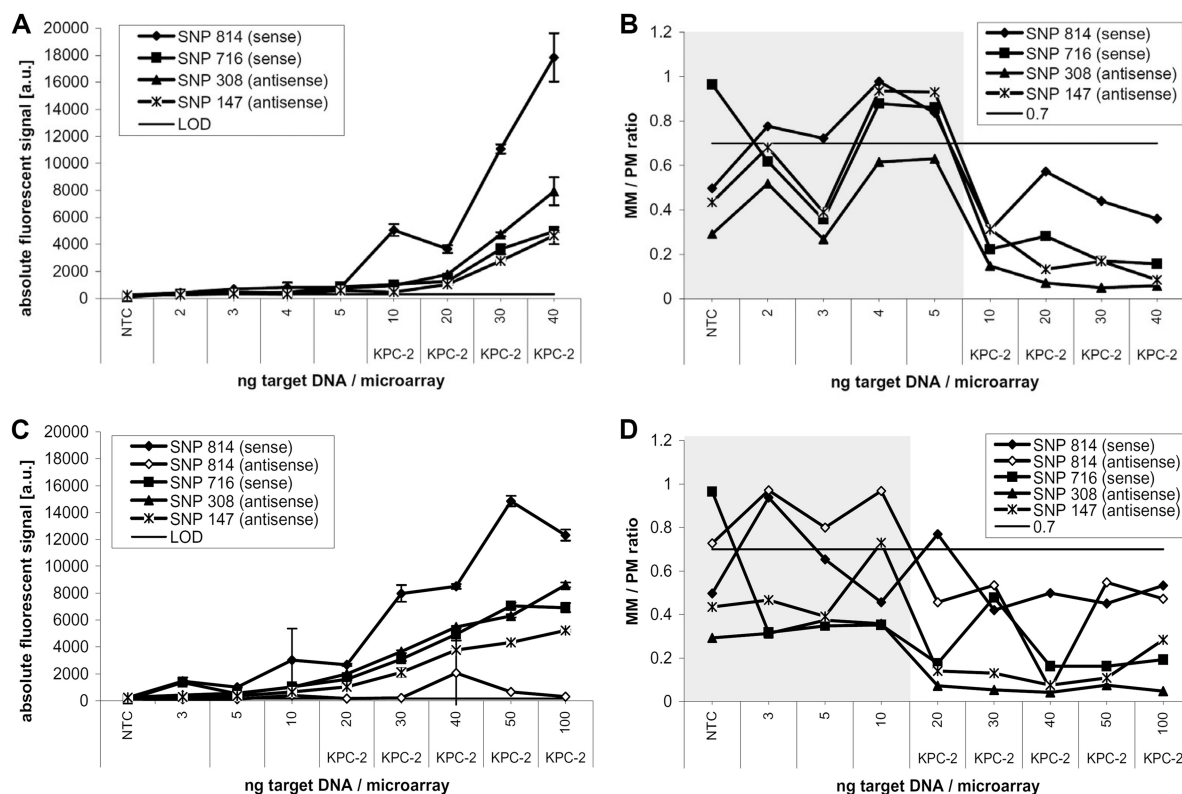 A
absolute fluorescent signal [a.u.]
20000
18000
16000
14000
12000
10000
8000
6000
4000
2000
0
SNP 814 (sense)
SNP 716 (sense)
SNP 308 (antisense)
SNP 147 (antisense)
LOD
NTC 2 3 4 5 10 20 30 40
KPC-2 KPC-2 KPC-2 KPC-2
ng target DNA / microarray
B
MM / PM ratio
1.2
1
0.8
0.6
0.4
0.2
0
SNP 814 (sense)
SNP 716 (sense)
SNP 308 (antisense)
SNP 147 (antisense)
0.7
NTC 2 3 4 5 10 20 30 40
KPC-2 KPC-2 KPC-2 KPC-2
ng target DNA / microarray
C
absolute fluorescent signal [a.u.]
20000
18000
16000
14000
12000
10000
8000
6000
4000
2000
0
SNP 814 (sense)
SNP 814 (antisense)
SNP 716 (sense)
SNP 308 (antisense)
SNP 147 (antisense)
LOD
NTC 3 5 10 20 30 40 50 100
KPC-2 KPC-2 KPC-2 KPC-2 KPC-2
ng target DNA / microarray
D
MM / PM ratio
1.2
1
0.8
0.6
0.4
0.2
0
SNP 814 (sense)
SNP 814 (antisense)
SNP 716 (sense)
SNP 308 (antisense)
SNP 147 (antisense)
0.7
NTC 3 5 10 20 30 40 50 100
KPC-2 KPC-2 KPC-2 KPC-2 KPC-2
ng target DNA / microarray